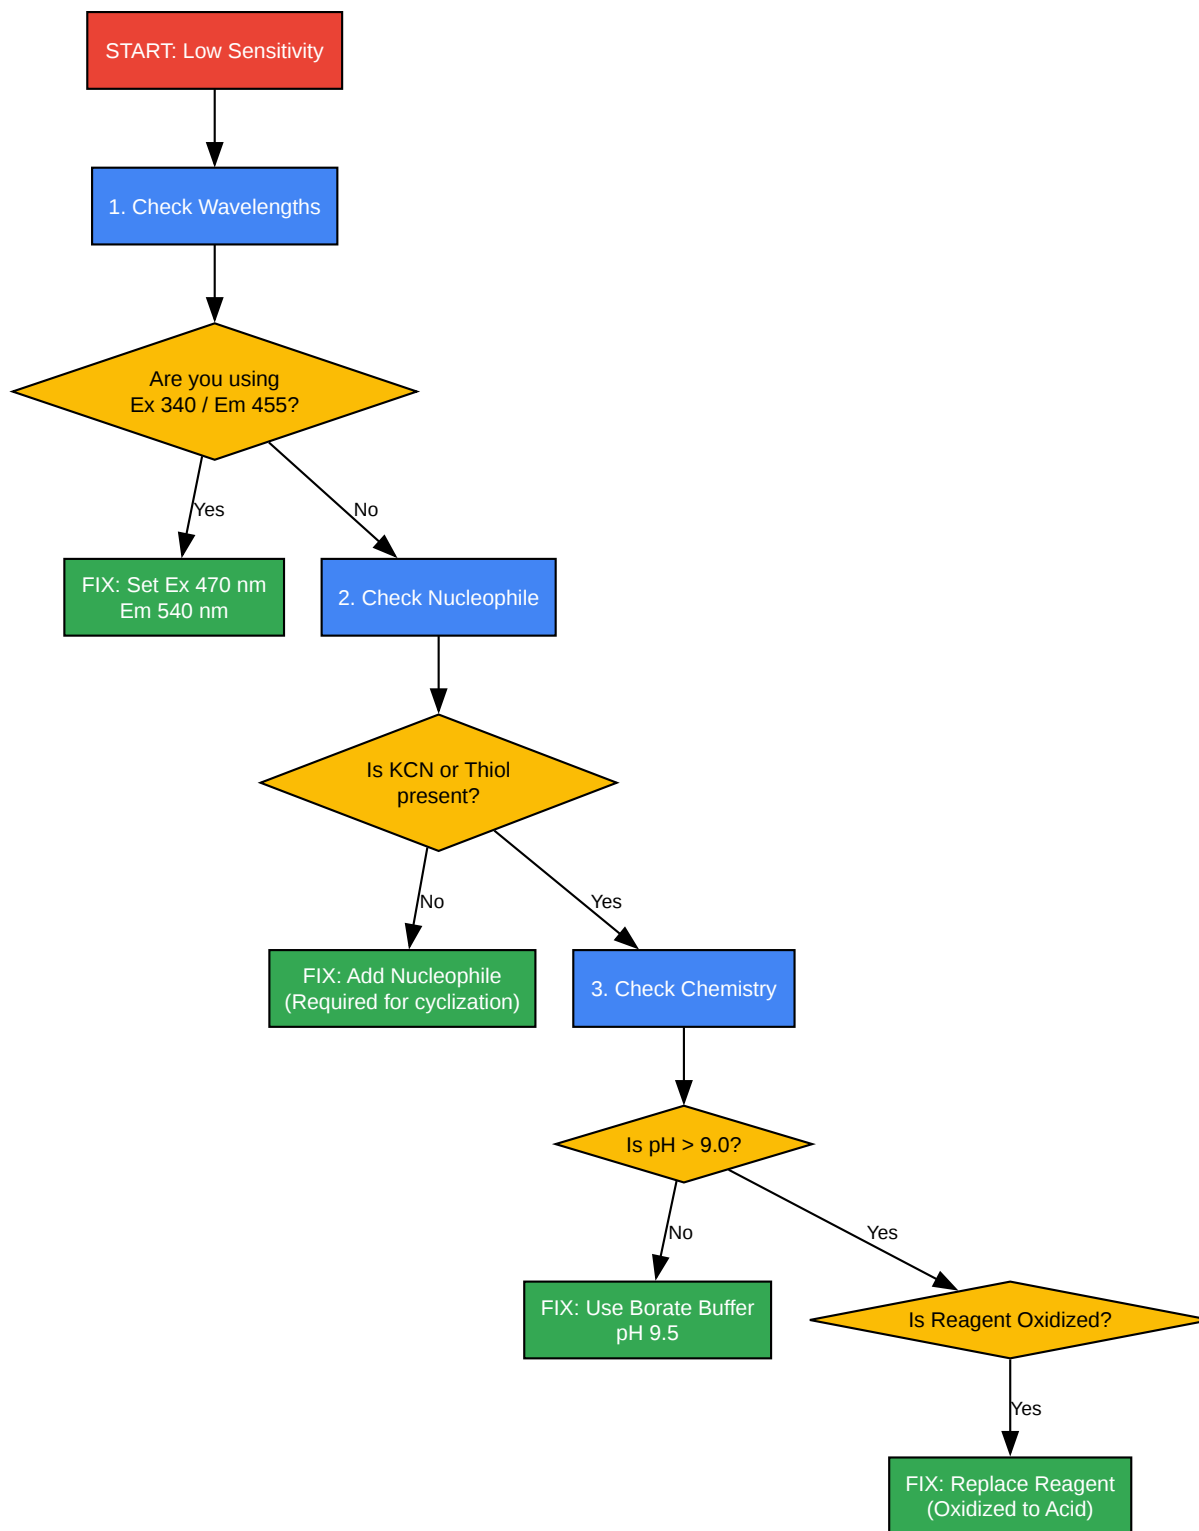 START: Low Sensitivity
1. Check Wavelengths
Are you using
Ex 340 / Em 455?
Yes
No
FIX: Set Ex 470 nm
Em 540 nm
2. Check Nucleophile
Is KCN or Thiol
present?
No
Yes
FIX: Add Nucleophile
(Required for cyclization)
3. Check Chemistry
Is pH > 9.0?
No
Yes
FIX: Use Borate Buffer
pH 9.5
Is Reagent Oxidized?
Yes
FIX: Replace Reagent
(Oxidized to Acid)